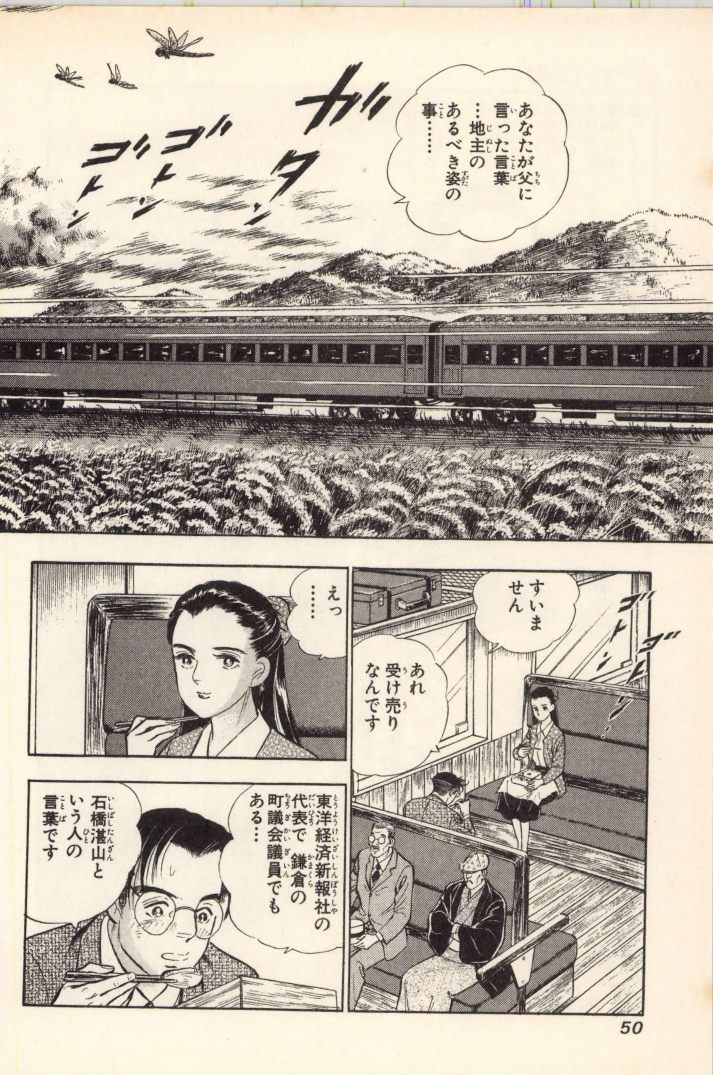 あなたが父に
言った言葉
…地主の
あるべき姿の
事……
ガタン
ゴトン
ゴトン
すいま
せん
あれ
受け売り
なんです
ガタン
ゴトン
えっ
……
東洋経済新報社の
代表で 鎌倉の
町議会議員でも
ある…
石橋湛山と
いう人の
言葉です
50